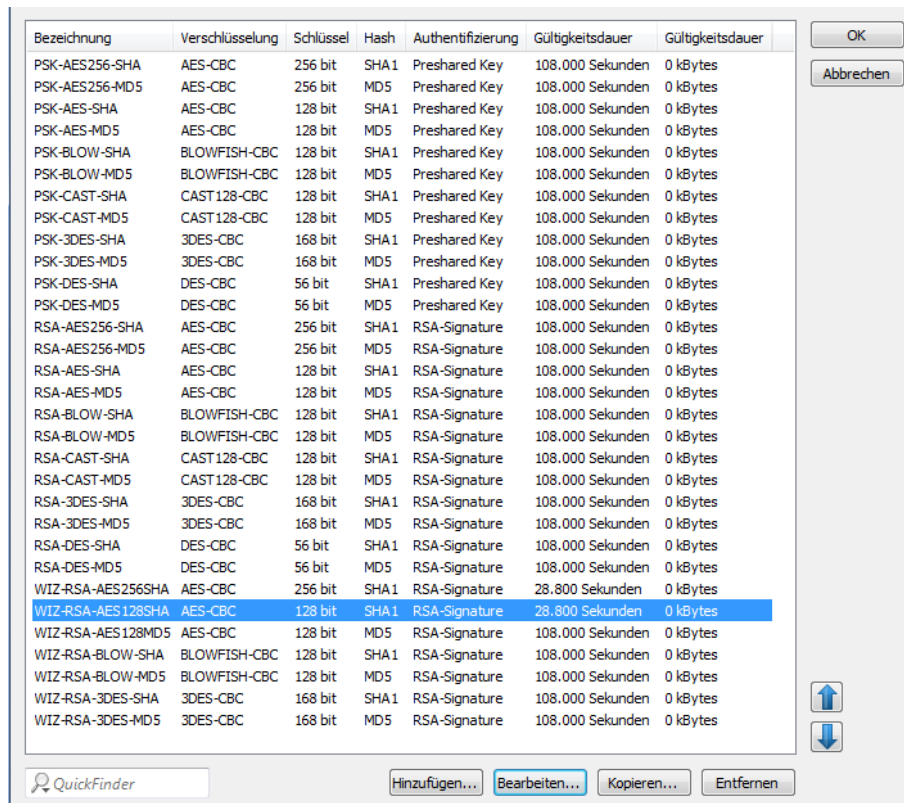 Bezeichnung Verschlüsselung Schlüssel Hash Authentifizierung Gültigkeitsdauer Gültigkeitsdauer
PSK-AES256-SHA AES-CBC 256 bit SHA1 Preshared Key 108.000 Sekunden 0 kBytes
PSK-AES256-MD5 AES-CBC 256 bit MD5 Preshared Key 108.000 Sekunden 0 kBytes
PSK-AES-SHA AES-CBC 128 bit SHA1 Preshared Key 108.000 Sekunden 0 kBytes
PSK-AES-MD5 AES-CBC 128 bit MD5 Preshared Key 108.000 Sekunden 0 kBytes
PSK-BLOW-SHA BLOWFISH-CBC 128 bit SHA1 Preshared Key 108.000 Sekunden 0 kBytes
PSK-BLOW-MD5 BLOWFISH-CBC 128 bit MD5 Preshared Key 108.000 Sekunden 0 kBytes
PSK-CAST-SHA CAST128-CBC 128 bit SHA1 Preshared Key 108.000 Sekunden 0 kBytes
PSK-CAST-MD5 CAST128-CBC 128 bit MD5 Preshared Key 108.000 Sekunden 0 kBytes
PSK-3DES-SHA 3DES-CBC 168 bit SHA1 Preshared Key 108.000 Sekunden 0 kBytes
PSK-3DES-MD5 3DES-CBC 168 bit MD5 Preshared Key 108.000 Sekunden 0 kBytes
PSK-DES-SHA DES-CBC 56 bit SHA1 Preshared Key 108.000 Sekunden 0 kBytes
PSK-DES-MD5 DES-CBC 56 bit MD5 Preshared Key 108.000 Sekunden 0 kBytes
RSA-AES256-SHA AES-CBC 256 bit SHA1 RSA-Signature 108.000 Sekunden 0 kBytes
RSA-AES256-MD5 AES-CBC 256 bit MD5 RSA-Signature 108.000 Sekunden 0 kBytes
RSA-AES-SHA AES-CBC 128 bit SHA1 RSA-Signature 108.000 Sekunden 0 kBytes
RSA-AES-MD5 AES-CBC 128 bit MD5 RSA-Signature 108.000 Sekunden 0 kBytes
RSA-BLOW-SHA BLOWFISH-CBC 128 bit SHA1 RSA-Signature 108.000 Sekunden 0 kBytes
RSA-BLOW-MD5 BLOWFISH-CBC 128 bit MD5 RSA-Signature 108.000 Sekunden 0 kBytes
RSA-CAST-SHA CAST128-CBC 128 bit SHA1 RSA-Signature 108.000 Sekunden 0 kBytes
RSA-CAST-MD5 CAST128-CBC 128 bit MD5 RSA-Signature 108.000 Sekunden 0 kBytes
RSA-3DES-SHA 3DES-CBC 168 bit SHA1 RSA-Signature 108.000 Sekunden 0 kBytes
RSA-3DES-MD5 3DES-CBC 168 bit MD5 RSA-Signature 108.000 Sekunden 0 kBytes
RSA-DES-SHA DES-CBC 56 bit SHA1 RSA-Signature 108.000 Sekunden 0 kBytes
RSA-DES-MD5 DES-CBC 56 bit MD5 RSA-Signature 108.000 Sekunden 0 kBytes
WIZ-RSA-AES256SHA AES-CBC 256 bit SHA1 RSA-Signature 28.800 Sekunden 0 kBytes
WIZ-RSA-AES128SHA AES-CBC 128 bit SHA1 RSA-Signature 28.800 Sekunden 0 kBytes
WIZ-RSA-AES128MD5 AES-CBC 128 bit MD5 RSA-Signature 108.000 Sekunden 0 kBytes
WIZ-RSA-BLOW-SHA BLOWFISH-CBC 128 bit SHA1 RSA-Signature 108.000 Sekunden 0 kBytes
WIZ-RSA-BLOW-MD5 BLOWFISH-CBC 128 bit MD5 RSA-Signature 108.000 Sekunden 0 kBytes
WIZ-RSA-3DES-SHA 3DES-CBC 168 bit SHA1 RSA-Signature 108.000 Sekunden 0 kBytes
WIZ-RSA-3DES-MD5 3DES-CBC 168 bit MD5 RSA-Signature 108.000 Sekunden 0 kBytes
OK
Abbrechen
QuickFinder
Hinzufügen... Bearbeiten... Kopieren... Entfernen